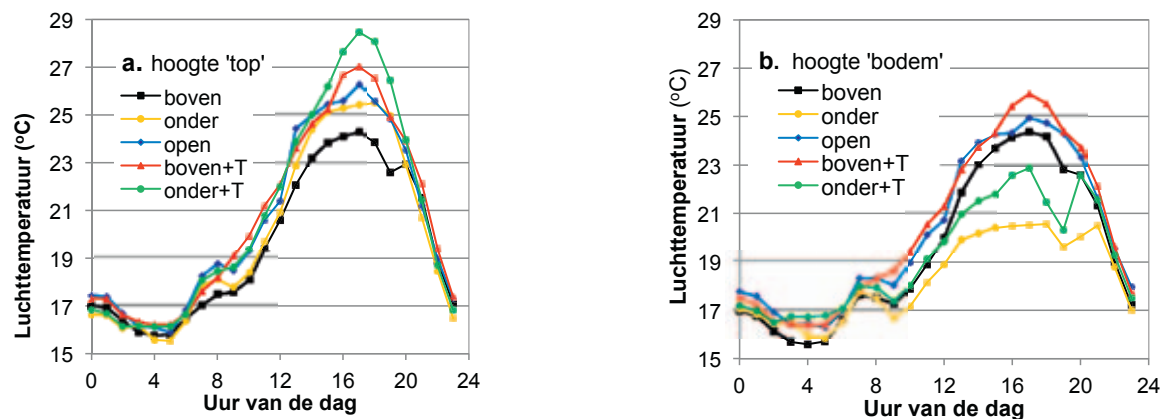 29
27
25
23
21
19
17
15
Luchttemperatuur (°C)
a. hoogte 'top'
boven
onder
open
boven+T
onder+T
0 4 8 12 16 20 24
Uur van de dag
29
27
25
23
21
19
17
15
Luchttemperatuur (°C)
b. hoogte 'bodem'
boven
onder
open
boven+T
onder+T
0 4 8 12 16 20 24
Uur van de dag